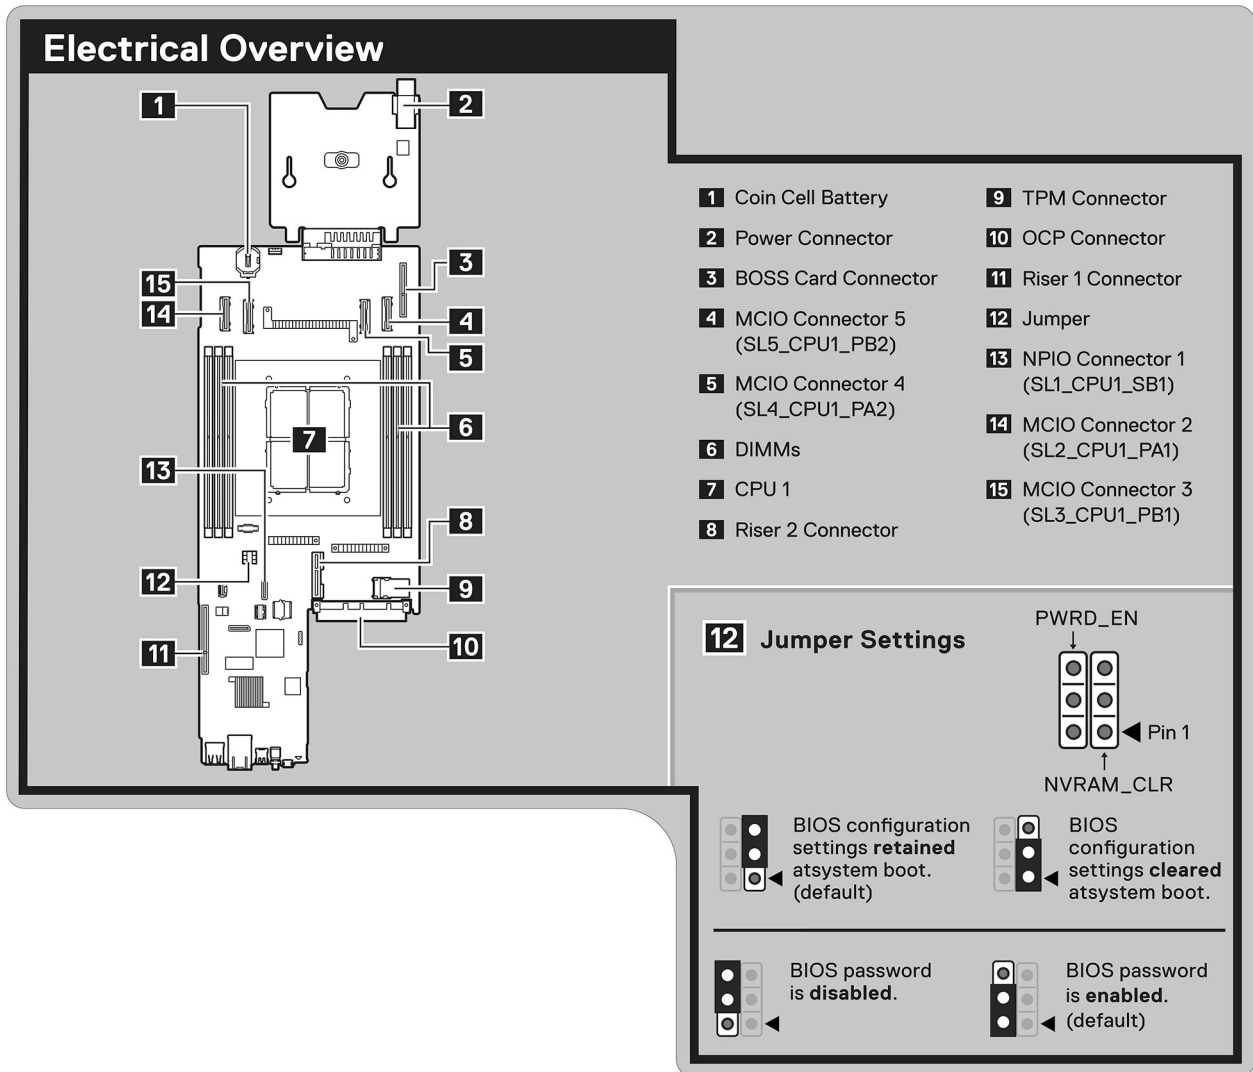 Electrical Overview
1
2
3
15
14
4
5
6
7
13
8
12
9
10
11
1 Coin Cell Battery
2 Power Connector
3 BOSS Card Connector
4 MCIO Connector 5
(SL5_CPU1_PB2)
5 MCIO Connector 4
(SL4_CPU1_PA2)
6 DIMMs
7 CPU 1
8 Riser 2 Connector
9 TPM Connector
10 OCP Connector
11 Riser 1 Connector
12 Jumper
13 NPIO Connector 1
(SL1_CPU1_SB1)
14 MCIO Connector 2
(SL2_CPU1_PA1)
15 MCIO Connector 3
(SL3_CPU1_PB1)
12 Jumper Settings
PWRD_EN
Pin 1
NVRAM_CLR
BIOS configuration
settings retained
atsystem boot.
(default)
BIOS
configuration
settings cleared
atsystem boot.
BIOS password
is disabled.
BIOS password
is enabled.
(default)